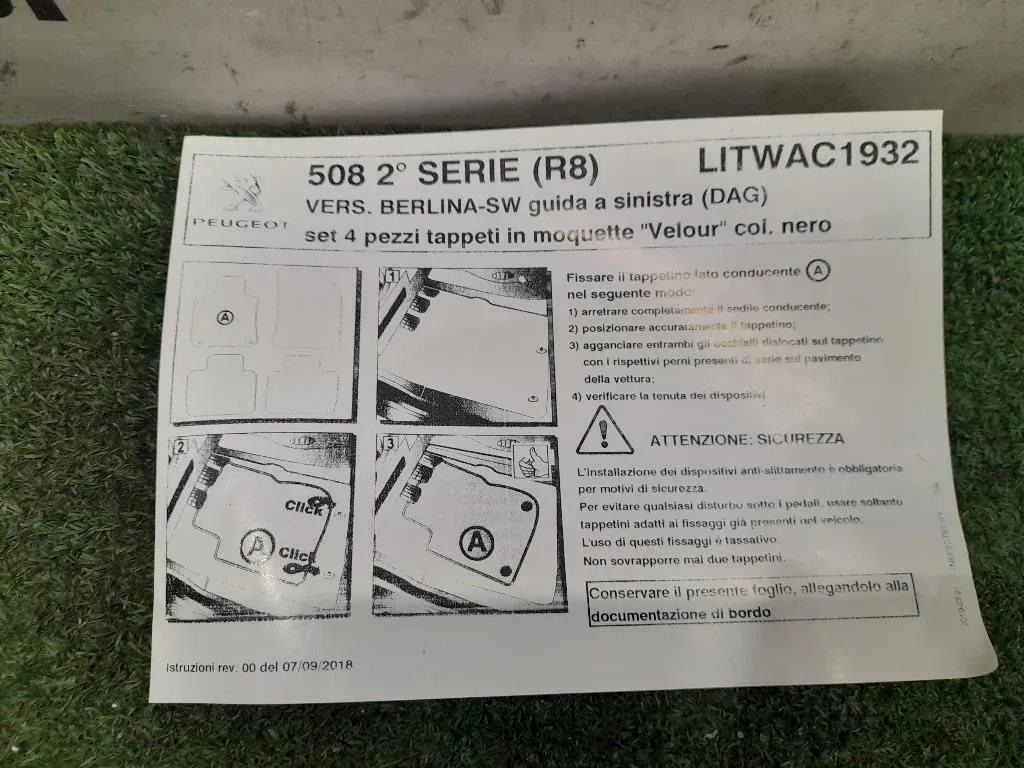 508 2° SERIE (R8)
LITWAC1932
PEUGEOT
VERS. BERLINA-SW guida a sinistra (DAG)
set 4 pezzi tappeti in moquette "Velour" col. nero
A
1
Fissare il tappetino lato conducente A
nel seguente modo:
1) arretrare completamente il sedile conducente;
2) posizionare accuratamente il tappetino;
3) agganciare entrambi gli occhielli dislocati sul tappetino
con i rispettivi perni presenti di serie sul pavimento
della vettura;
4) verificare la tenuta dei dispositivi
ATTENZIONE: SICUREZZA
L'installazione dei dispositivi anti-slittamento è obbligatoria
per motivi di sicurezza.
Per evitare qualsiasi disturbo sotto i pedali, usare soltanto
tappetini adatti ai fissaggi già presenti nel veicolo.
L'uso di questi fissaggi è tassativo.
Non sovrapporre mai due tappetini.
Conservare il presente foglio, allegandolo alla
documentazione di bordo
2
Click
A
Click
3
A
istruzioni rev. 00 del 07/09/2018